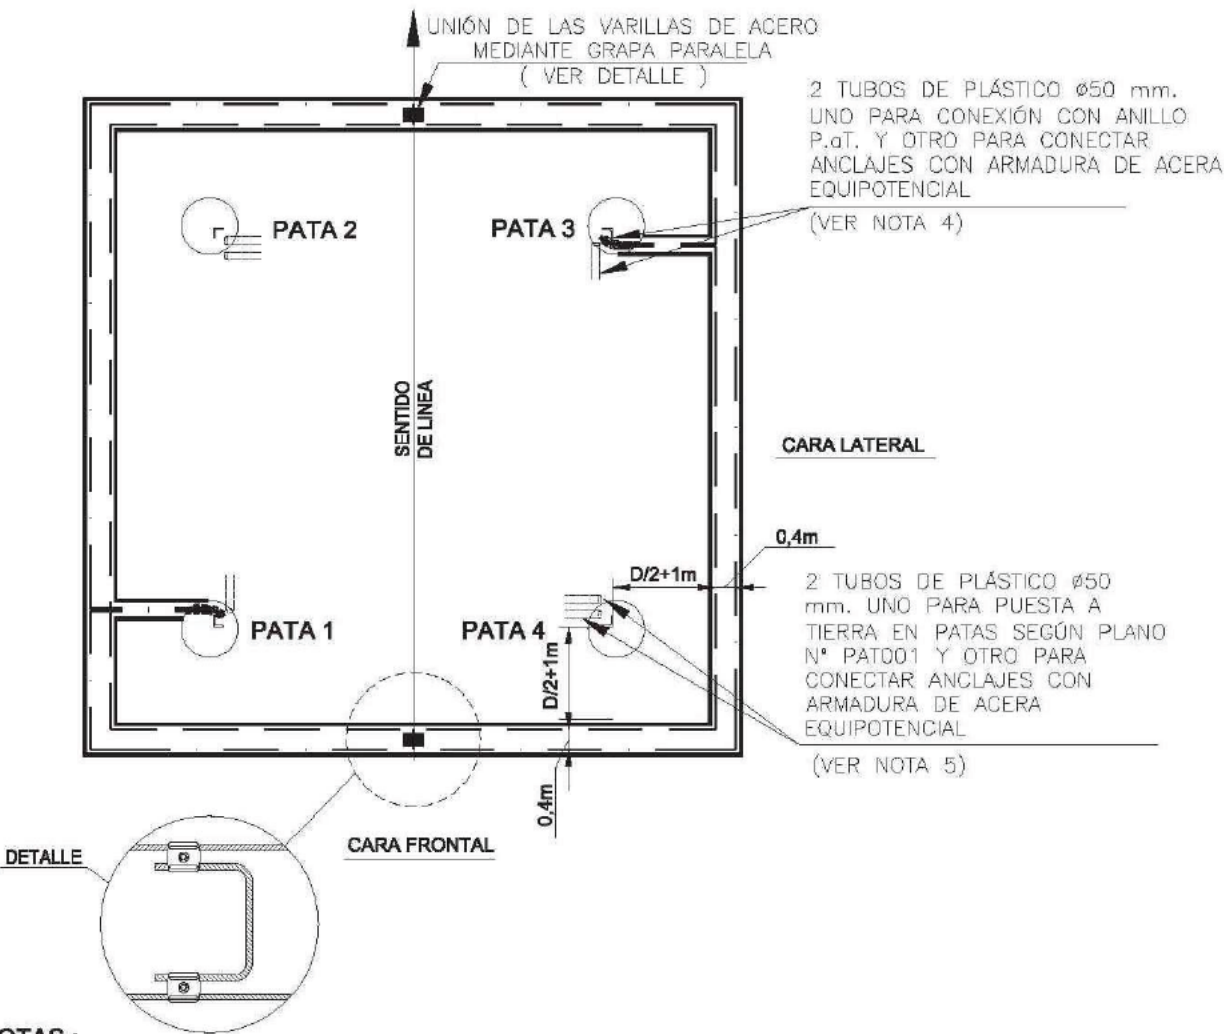 UNIÓN DE LAS VARILLAS DE ACERO
MEDIANTE GRAPA PARALELA
( VER DETALLE )
2 TUBOS DE PLÁSTICO ø50 mm.
UNO PARA CONEXIÓN CON ANILLO
P.aT. Y OTRO PARA CONECTAR
ANCLAJES CON ARMADURA DE ACERA
EQUIPOTENCIAL
(VER NOTA 4)
PATA 2
PATA 3
SENTIDO
DE LINEA
CARA LATERAL
0,4m
D/2+1m
PATA 1
PATA 4
D/2+1m
2 TUBOS DE PLÁSTICO ø50
mm. UNO PARA PUESTA A
TIERRA EN PATAS SEGÚN PLANO
N° PAT001 Y OTRO PARA
CONECTAR ANCLAJES CON
ARMADURA DE ACERA
EQUIPOTENCIAL
(VER NOTA 5)
0,4m
CARA FRONTAL
DETALLE